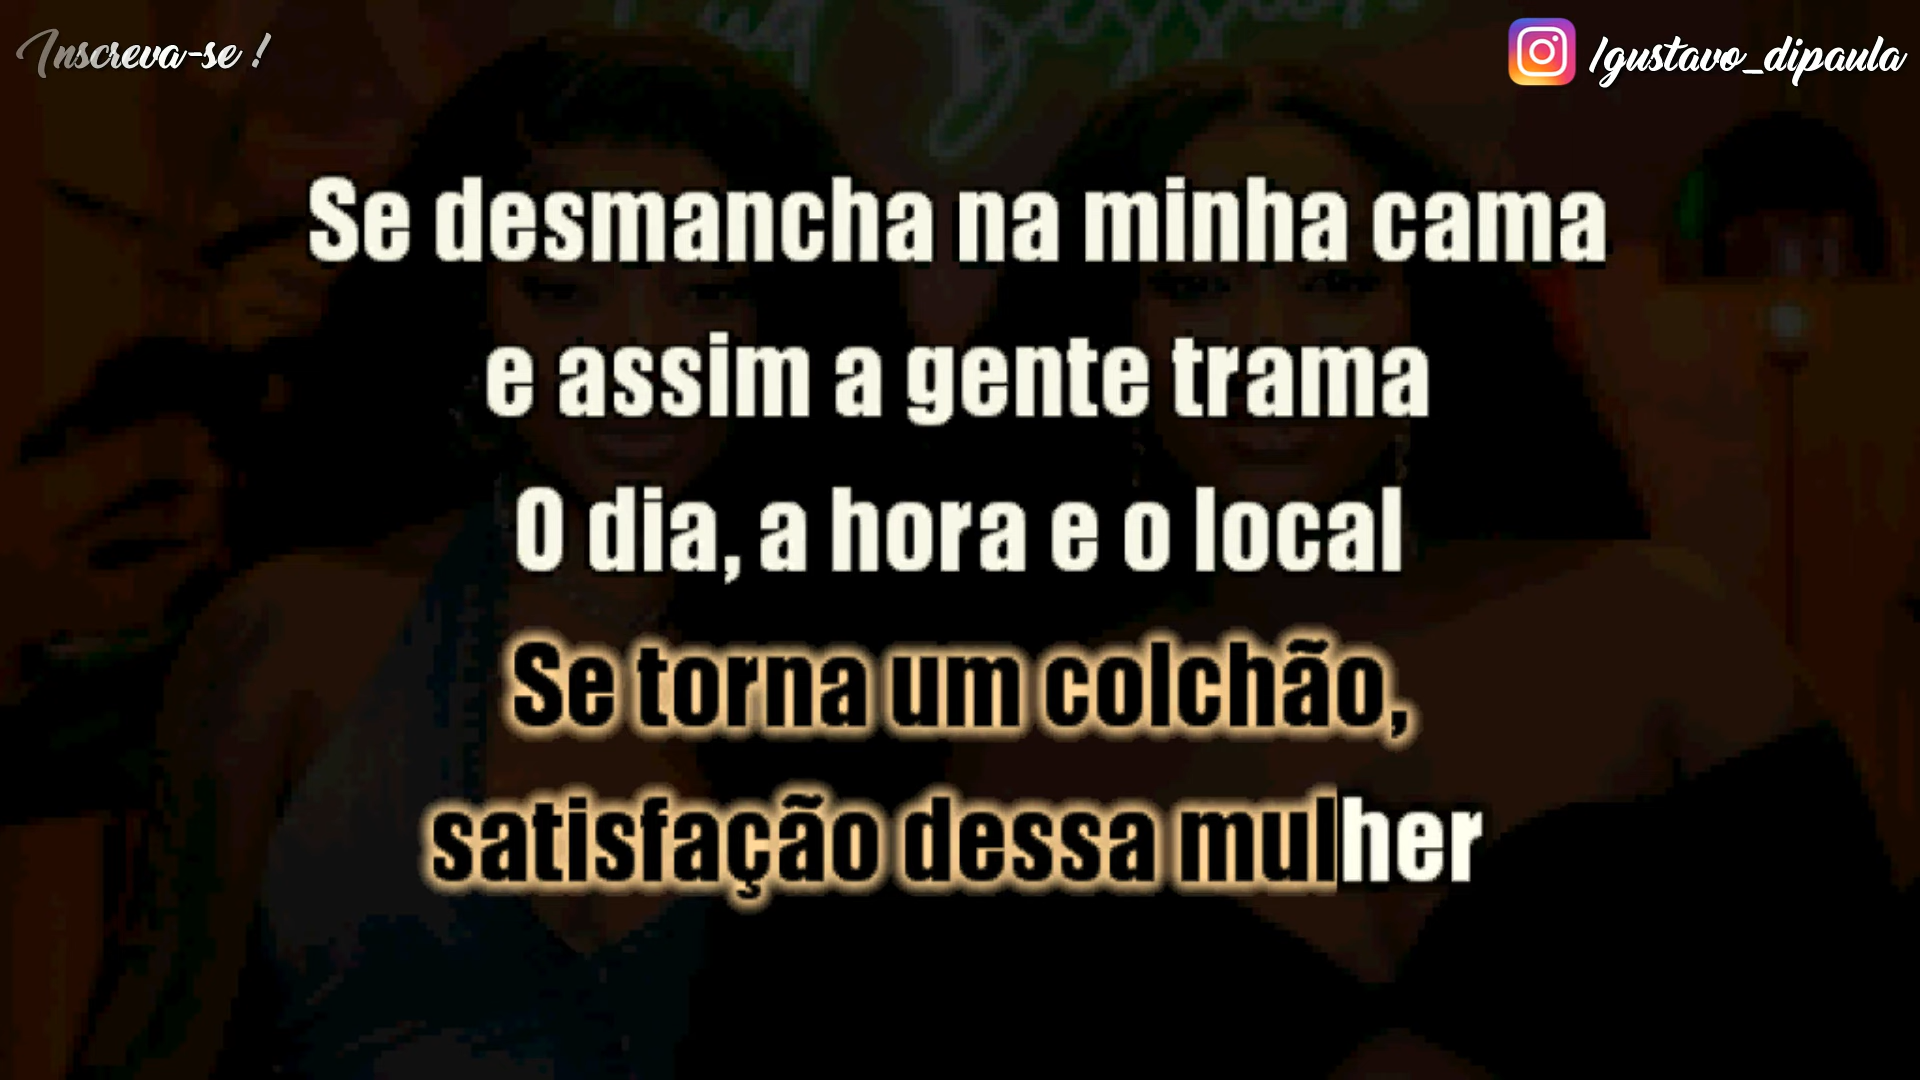 Inscreva-se !
/gustavo_dipaula
Se desmancha na minha cama
e assim a gente trama
O dia, a hora e o local
Se torna um colchão,
satisfação dessa mulher